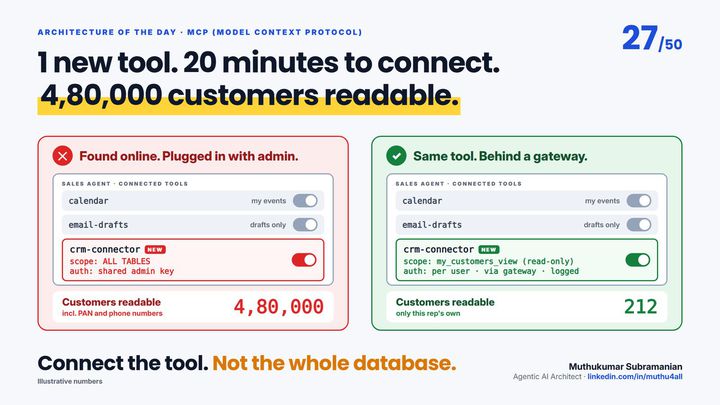 ARCHITECTURE OF THE DAY · MCP (MODEL CONTEXT PROTOCOL)
27/50
1 new tool. 20 minutes to connect.
4,80,000 customers readable.
Found online. Plugged in with admin.
SALES AGENT · CONNECTED TOOLS
calendar my events
email-drafts drafts only
crm-connector NEW
scope: ALL TABLES
auth: shared admin key
Customers readable
incl. PAN and phone numbers
4,80,000
Same tool. Behind a gateway.
SALES AGENT · CONNECTED TOOLS
calendar my events
email-drafts drafts only
crm-connector NEW
scope: my_customers_view (read-only)
auth: per user · via gateway · logged
Customers readable
only this rep's own
212
Connect the tool. Not the whole database.
Illustrative numbers
Muthukumar Subramanian
Agentic AI Architect · linkedin.com/in/muthu4all